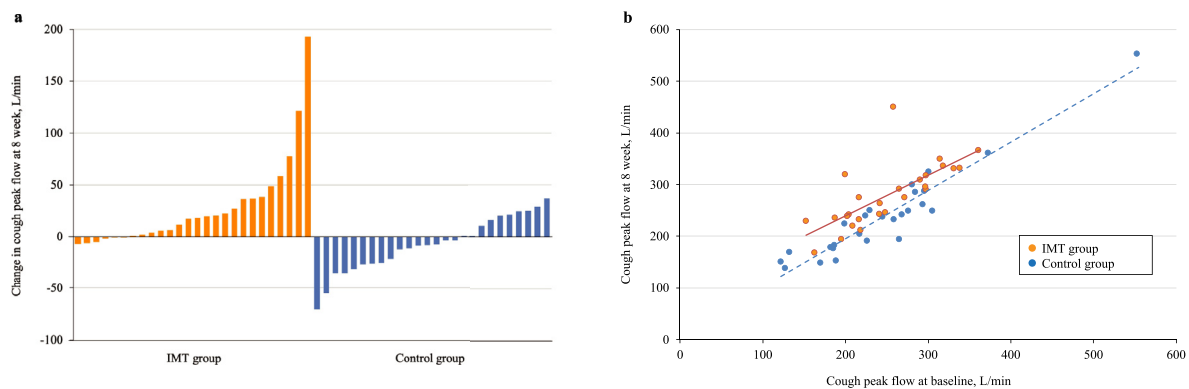 a
Change in cough peak flow at 8 week, L/min
200
150
100
50
0
-50
-100
IMT group
Control group
b
Cough peak flow at 8 week, L/min
600
500
400
300
200
100
0
0 100 200 300 400 500 600
Cough peak flow at baseline, L/min
IMT group
Control group